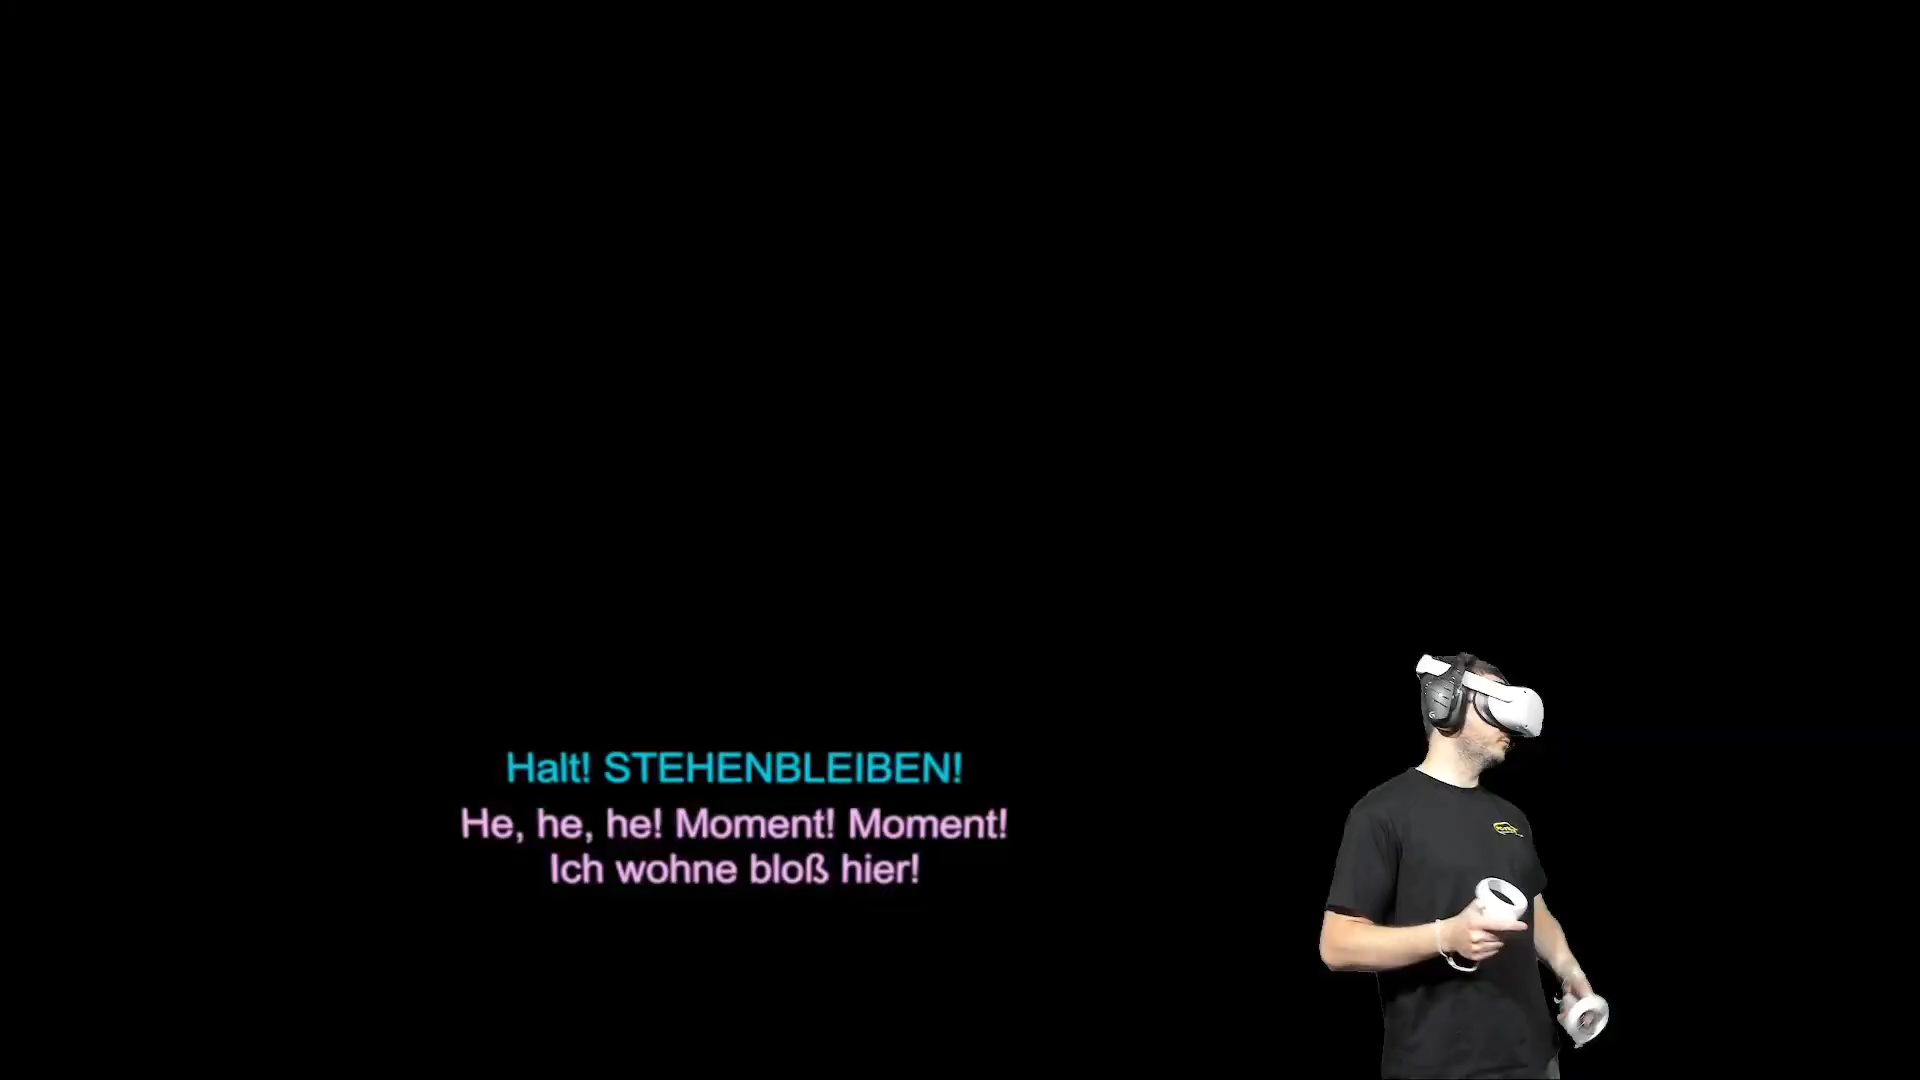 Halt! STEHENBLEIBEN!
He, he, he! Moment! Moment!
Ich wohne bloß hier!